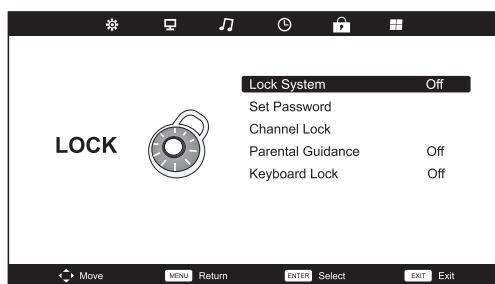 Lock System Off
Set Password
Channel Lock
LOCK
Parental Guidance Off
Keyboard Lock Off
Move MENU Return ENTER Select EXIT Exit